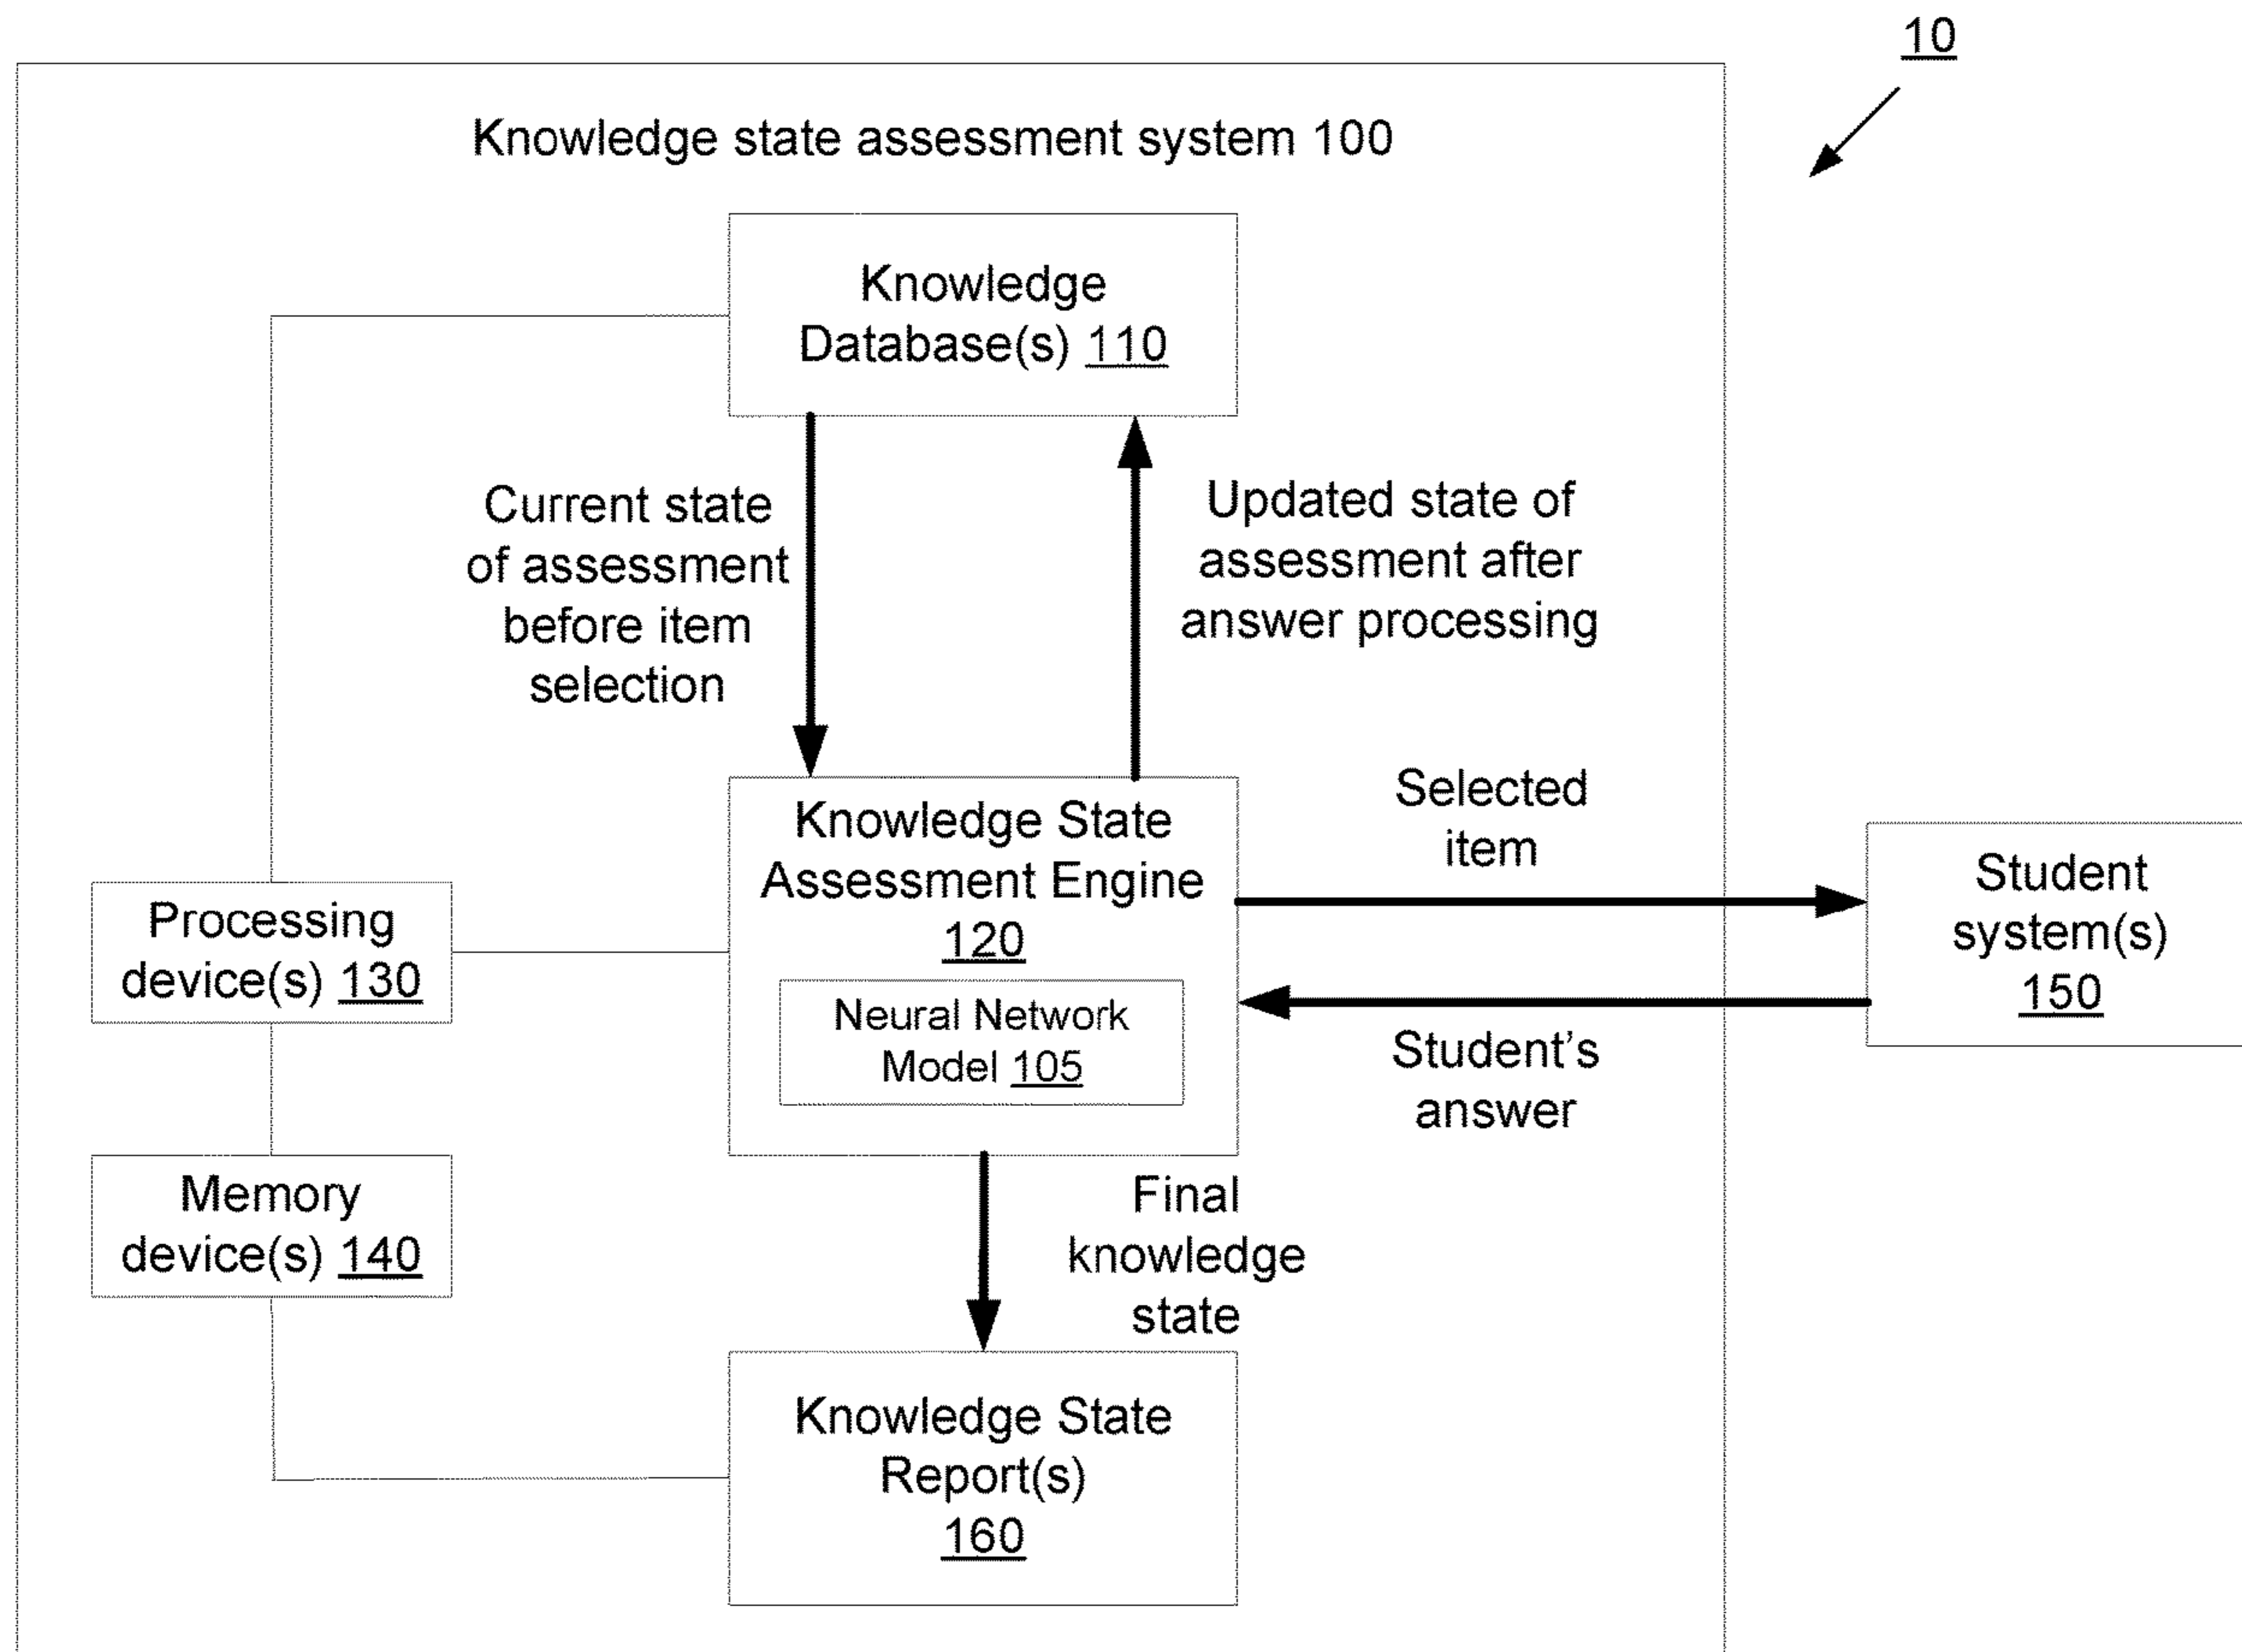 10
Knowledge state assessment system 100
Knowledge
Database(s) 110
Current state
of assessment
before item
selection
Updated state of
assessment after
answer processing
Knowledge State
Assessment Engine
120
Neural Network
Model 105
Selected
item
Student's
answer
Student
system(s)
150
Processing
device(s) 130
Memory
device(s) 140
Final
knowledge
state
Knowledge State
Report(s)
160